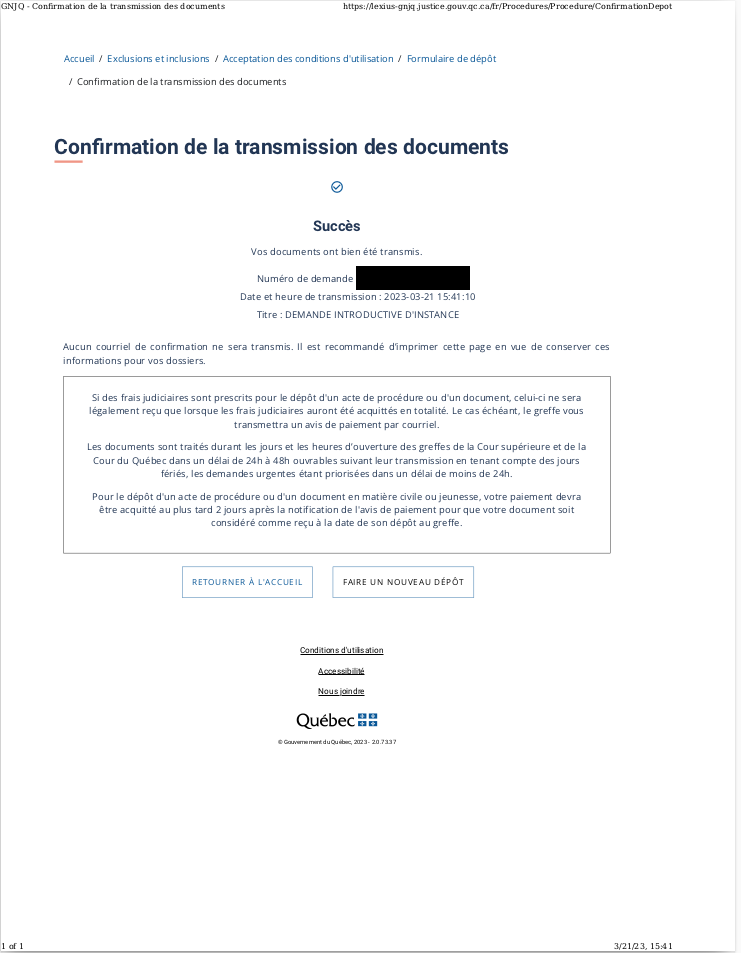 GNJQ - Confirmation de la transmission des documents https://lexius-gnjq.justice.gouv.qc.ca/fr/Procedures/Procedure/ConfirmationDepot
Accueil / Exclusions et inclusions / Acceptation des conditions d'utilisation / Formulaire de dépôt
/ Confirmation de la transmission des documents
Confirmation de la transmission des documents
Succès
Vos documents ont bien été transmis.
Numéro de demande
Date et heure de transmission : 2023-03-21 15:41:10
Titre : DEMANDE INTRODUCTIVE D'INSTANCE
Aucun courriel de confirmation ne sera transmis. Il est recommandé d'imprimer cette page en vue de conserver ces
informations pour vos dossiers.
Si des frais judiciaires sont prescrits pour le dépôt d'un acte de procédure ou d'un document, celui-ci ne sera
légalement reçu que lorsque les frais judiciaires auront été acquittés en totalité. Le cas échéant, le greffe vous
transmettra un avis de paiement par courriel.
Les documents sont traités durant les jours et les heures d'ouverture des greffes de la Cour supérieure et de la
Cour du Québec dans un délai de 24h à 48h ouvrables suivant leur transmission en tenant compte des jours
fériés, les demandes urgentes étant priorisées dans un délai de moins de 24h.
Pour le dépôt d'un acte de procédure ou d'un document en matière civile ou jeunesse, votre paiement devra
être acquitté au plus tard 2 jours après la notification de l'avis de paiement pour que votre document soit
considéré comme reçu à la date de son dépôt au greffe.
RETOURNER À L'ACCUEIL FAIRE UN NOUVEAU DÉPÔT
Conditions d'utilisation
Accessibilité
Nous joindre
Québec
© Gouvernement du Québec, 2023 - 2.0.73.37
1 of 1 3/21/23, 15:41